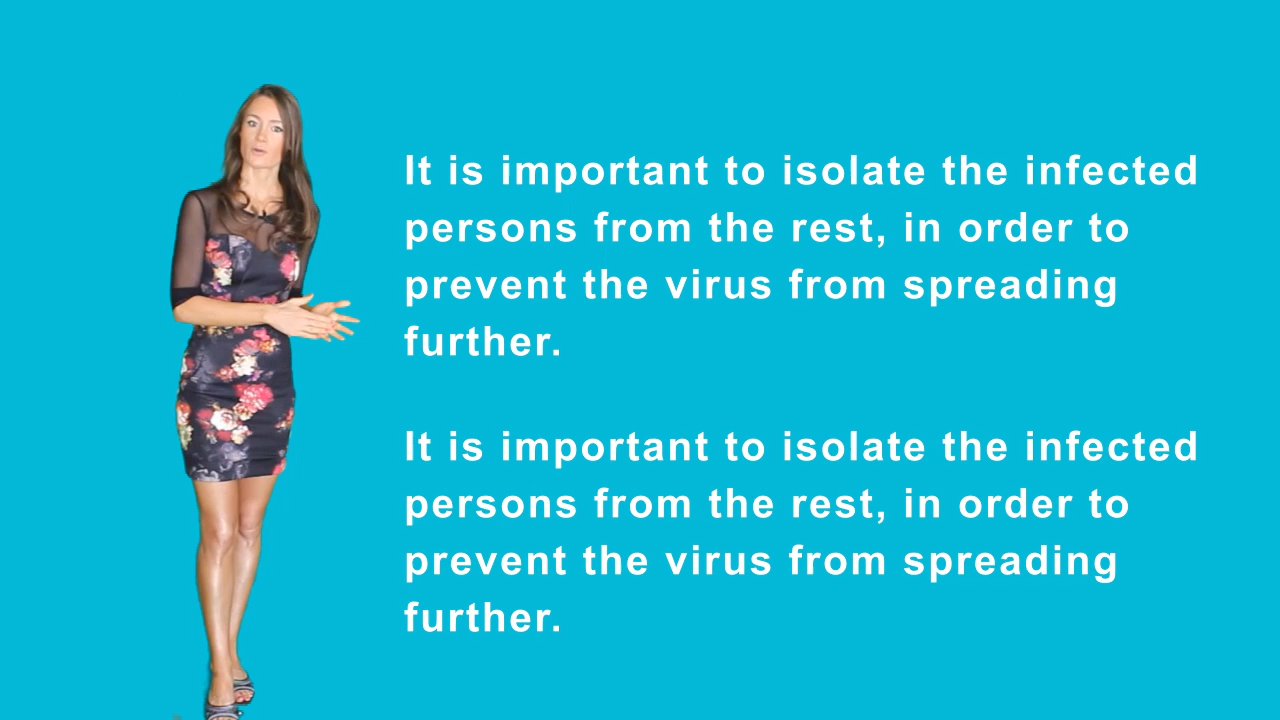 It is important to isolate the infected
persons from the rest, in order to
prevent the virus from spreading
further.
It is important to isolate the infected
persons from the rest, in order to
prevent the virus from spreading
further.